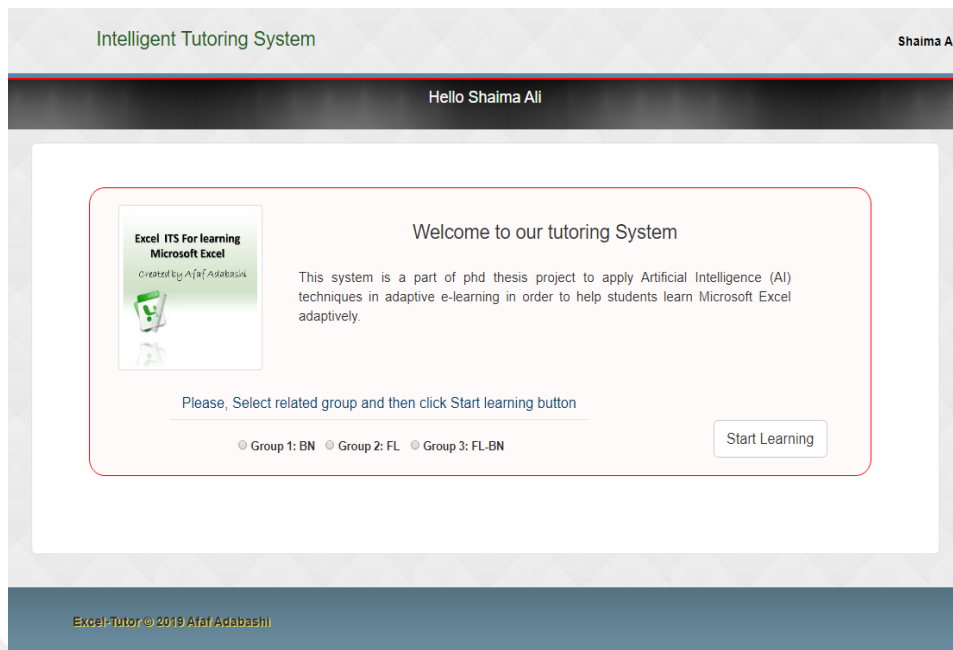 Intelligent Tutoring System
Shaima A
Hello Shaima Ali
Excel ITS For learning
Microsoft Excel
Created by Afaf Adabashi
Welcome to our tutoring System
This system is a part of phd thesis project to apply Artificial Intelligence (AI)
techniques in adaptive e-learning in order to help students learn Microsoft Excel
adaptively.
Please, Select related group and then click Start learning button
Group 1: BN Group 2: FL Group 3: FL-BN
Start Learning
Excel-Tutor © 2019 Afaf Adabashi